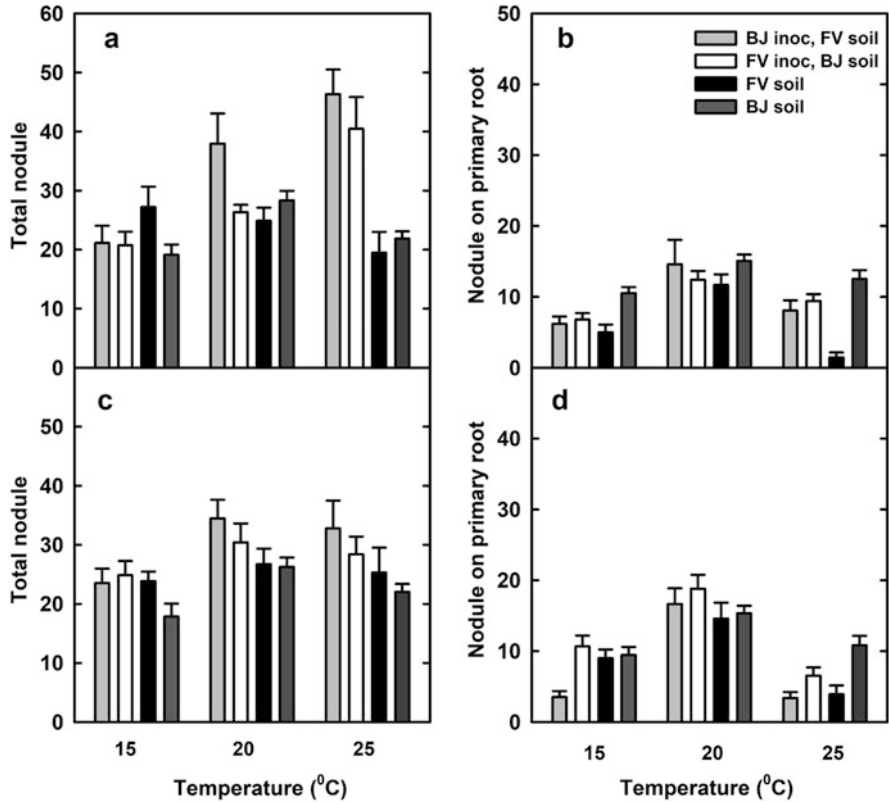 a
60
50
40
30
20
10
0
Total nodule
b
50
40
30
20
10
0
Nodule on primary root
BJ inoc, FV soil
FV inoc, BJ soil
FV soil
BJ soil
c
50
40
30
20
10
0
Total nodule
15
20
25
Temperature (⁰C)
d
40
30
20
10
0
Nodule on primary root
15
20
25
Temperature (⁰C)